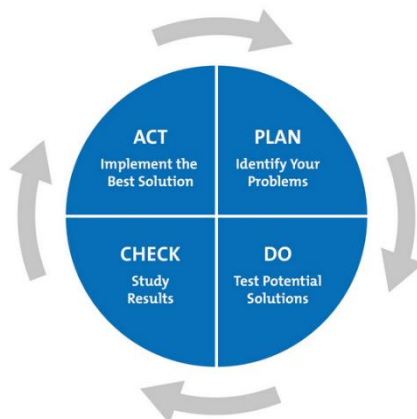 ACT
Implement the
Best Solution
PLAN
Identify Your
Problems
CHECK
Study
Results
DO
Test Potential
Solutions